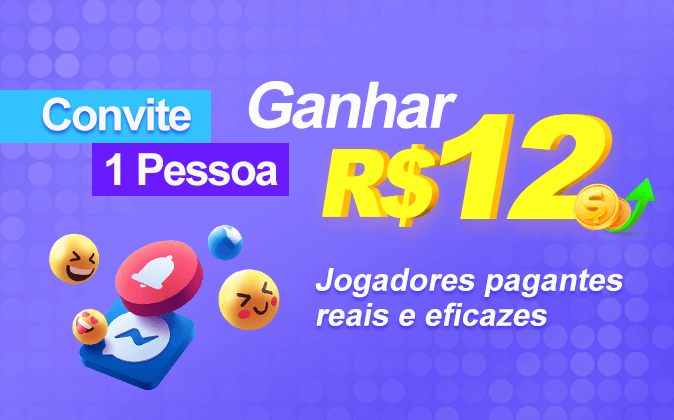 Convite
1 Pessoa
Ganhar
R$12
Jogadores pagantes
reais e eficazes